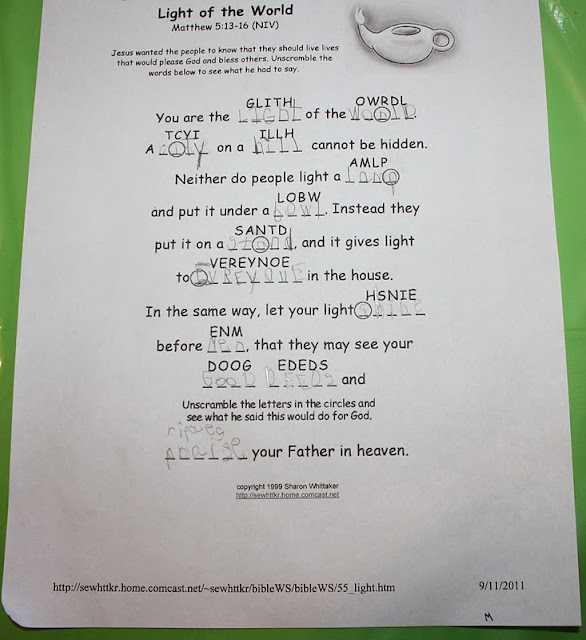 Light of the World
Matthew 5:13-16 (NIV)
Jesus wanted the people to know that they should live lives
that would please God and bless others. Unscramble the
words below to see what he had to say.
GLITH OWRDL
You are the LIGht of the World.
TCYI ILLH
A city on a hill cannot be hidden.
AMLP
Neither do people light a lamp
LOBW
and put it under a bowl. Instead they
SANTD
put it on a stand, and it gives light
VEREYNOE
to EVREYONE in the house.
HSNIE
In the same way, let your light shine
ENM
before men, that they may see your
DOOG EDEDS
GooD DEEDS and
Unscramble the letters in the circles and
see what he said this would do for God.
praise your Father in heaven.
copyright 1999 Sharon Whittaker
http://sewhttkr.home.comcast.net
http://sewhttkr.home.comcast.net/~sewhttkr/bibleWS/bibleWS/55_light.htm 9/11/2011
M